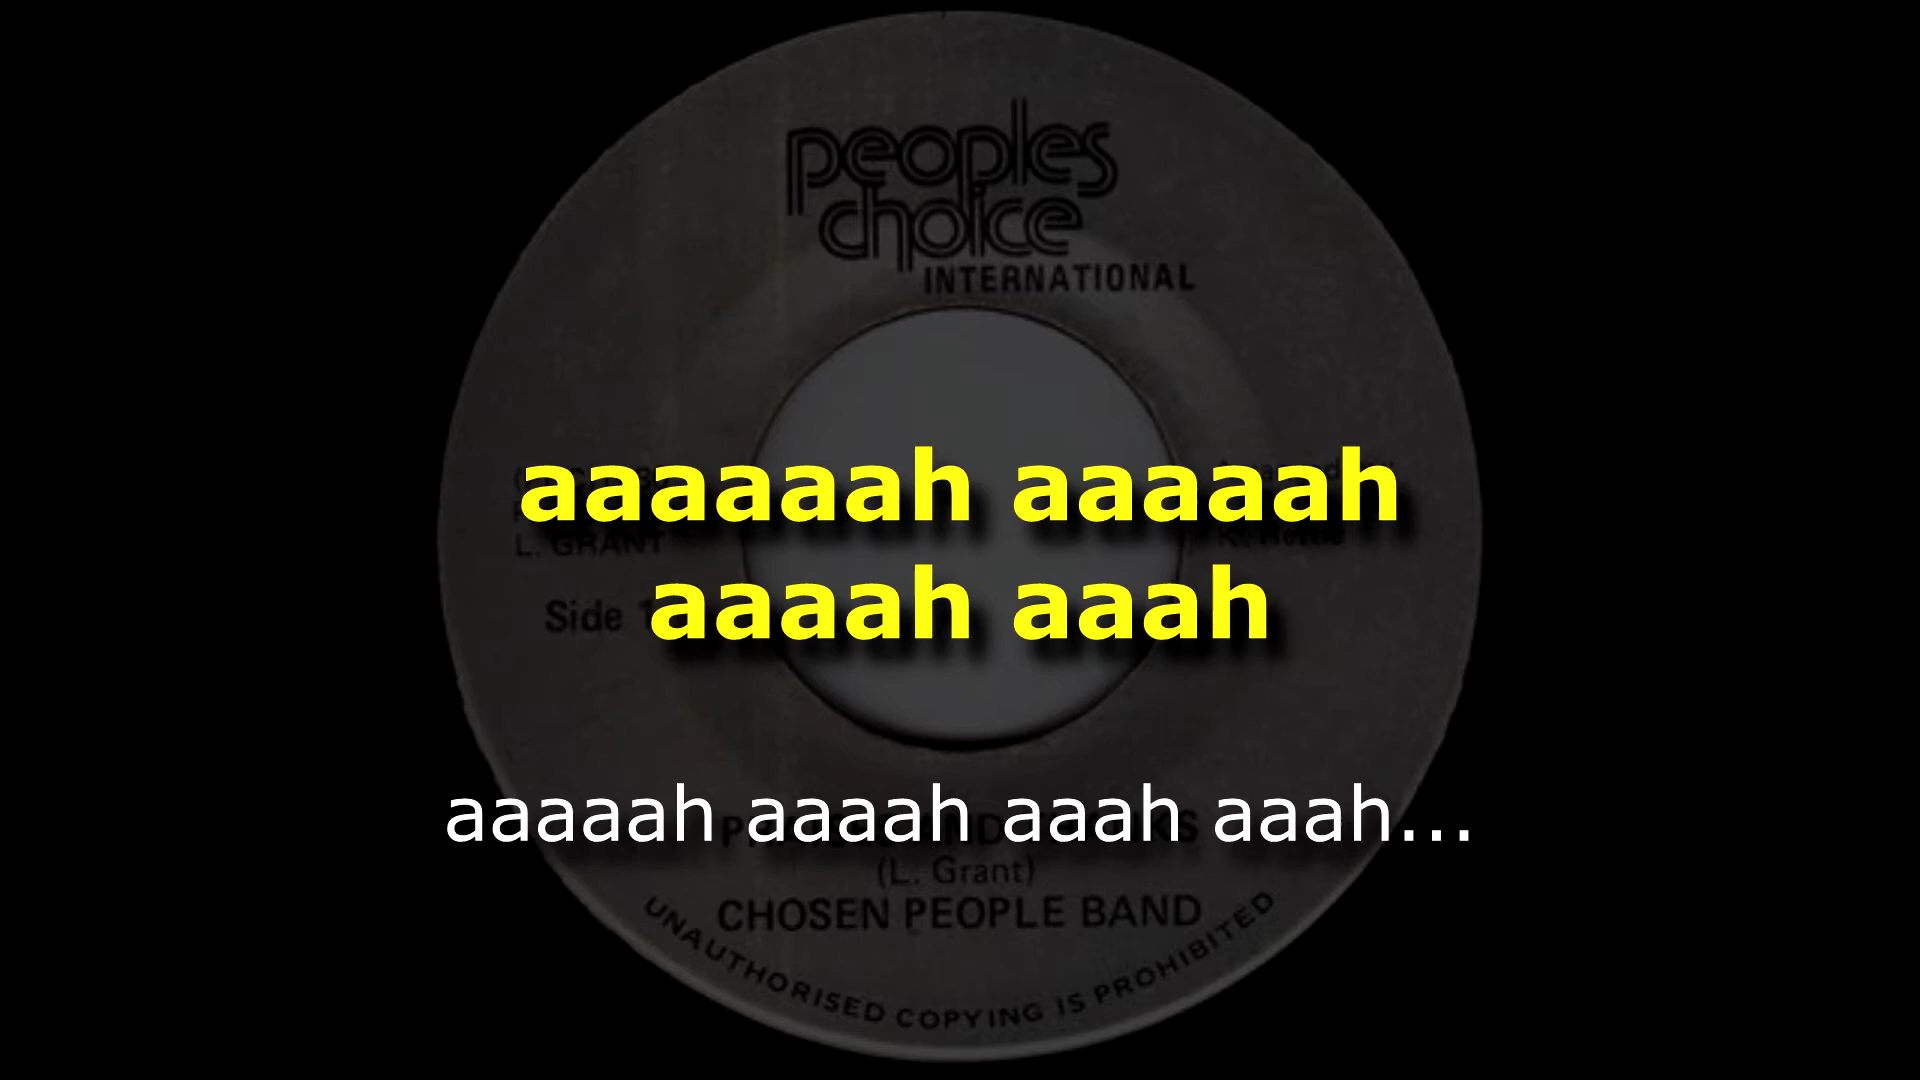 peoples
choice
INTERNATIONAL
aaaaaah aaaaah
L. GRANT
aaaah aaah
Side
aaaaah aaaah aaah aaah...
(L. Grant)
CHOSEN PEOPLE BAND
UNAUTHORISED COPYING IS PROHIBITED